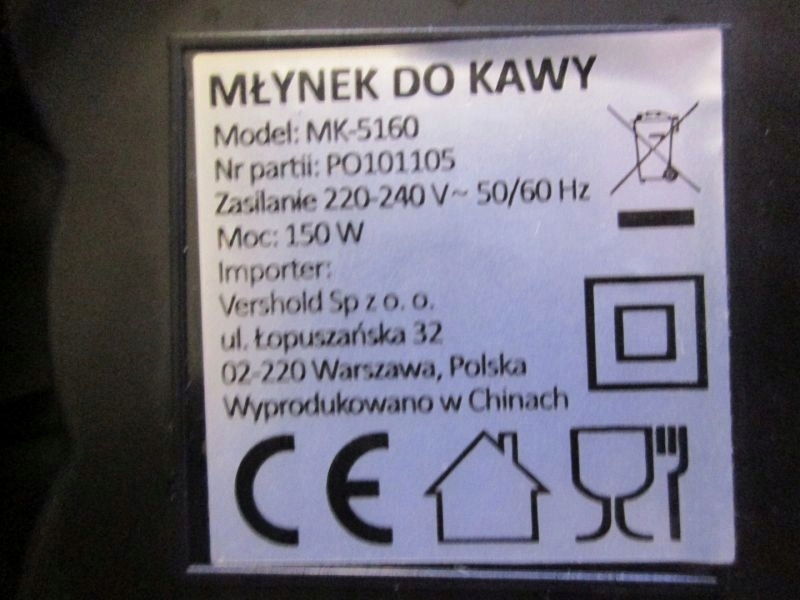 MŁYNEK DO KAWY
Model: MK-5160
Nr partii: PO101105
Zasilanie 220-240 V~ 50/60 Hz
Moc: 150 W
Importer:
Vershold Sp z o. o.
ul. Łopuszańska 32
02-220 Warszawa, Polska
Wyprodukowano w Chinach
CE